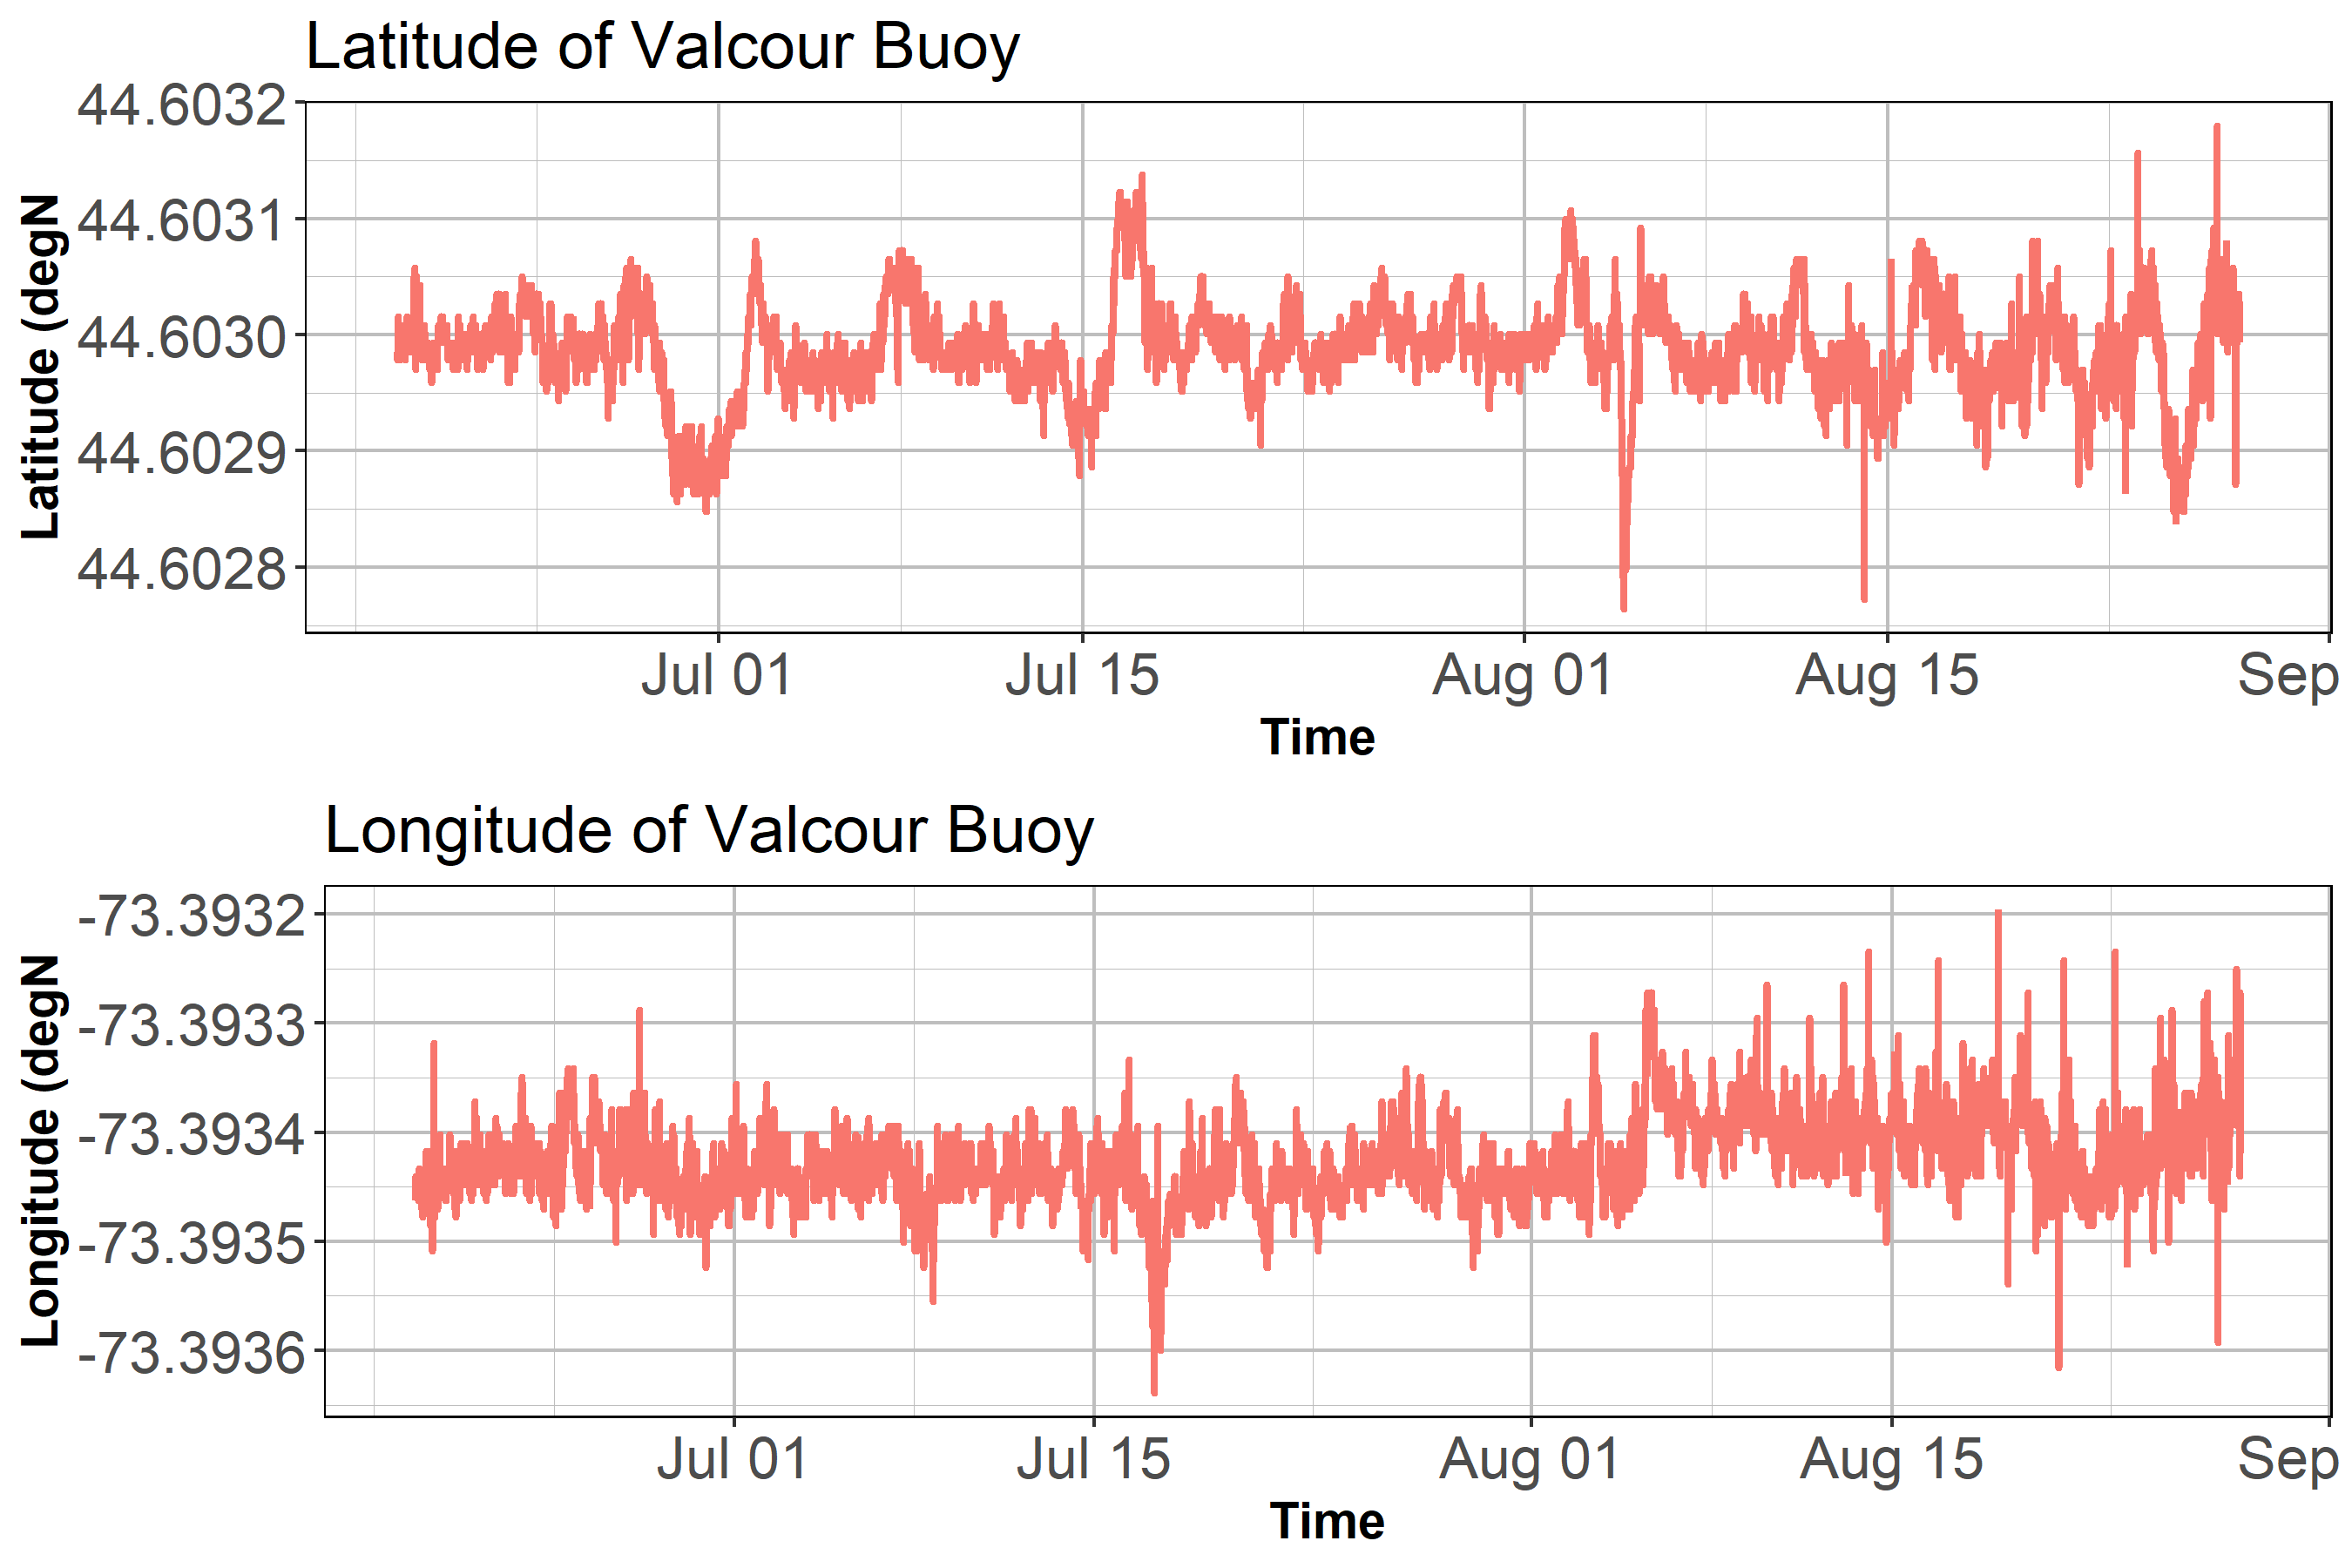 Latitude of Valcour Buoy
44.6032
44.6031
44.6030
44.6029
44.6028
Latitude (degN
Jul 01 Jul 15 Aug 01 Aug 15 Sep
Time
Longitude of Valcour Buoy
-73.3932
-73.3933
-73.3934
-73.3935
-73.3936
Longitude (degN
Jul 01 Jul 15 Aug 01 Aug 15 Sep
Time